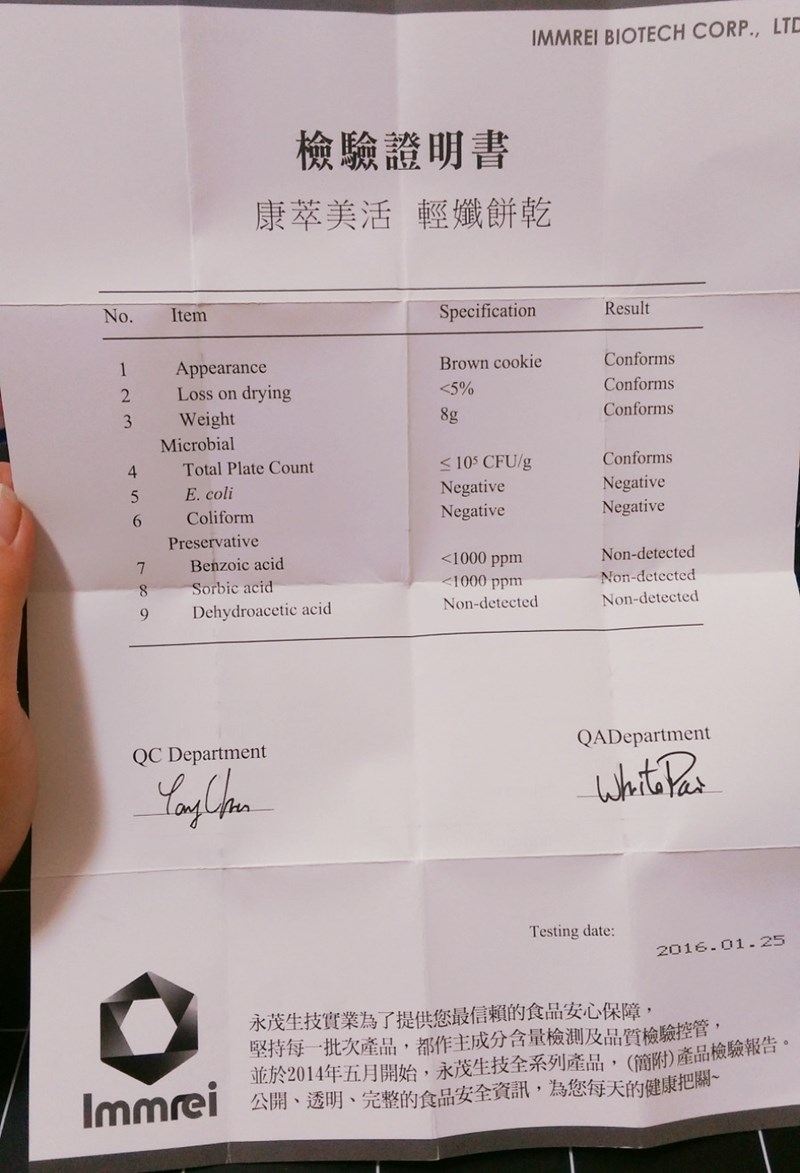 IMMREI BIOTECH CORP., LTD
檢驗證明書
康萃美活 輕孅餅乾
No. Item Specification Result
1 Appearance Brown cookie Conforms
2 Loss on drying <5% Conforms
3 Weight 8g Conforms
Microbial
4 Total Plate Count ≤ 10⁵ CFU/g Conforms
5 E. coli Negative Negative
6 Coliform Negative Negative
Preservative
7 Benzoic acid <1000 ppm Non-detected
8 Sorbic acid <1000 ppm Non-detected
9 Dehydroacetic acid Non-detected Non-detected
QC Department QADepartment
Testing date: 2016.01.25
永茂生技實業為了提供您最信賴的食品安心保障，
堅持每一批次產品，都作主成分含量檢測及品質檢驗控管，
並於2014年五月開始，永茂生技全系列產品，(簡附)產品檢驗報告。
公開、透明、完整的食品安全資訊，為您每天的健康把關~
Immrei